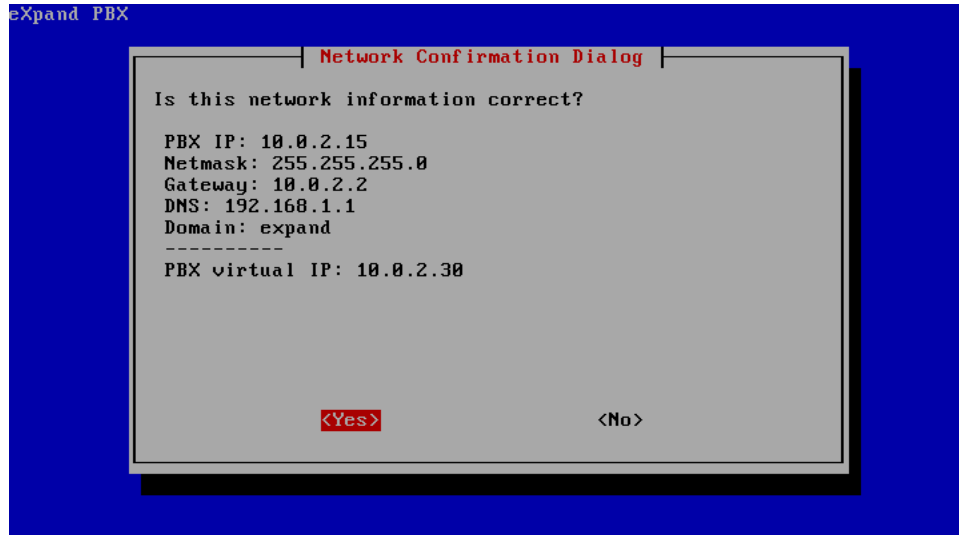 eXpand PBX
Network Confirmation Dialog
Is this network information correct?
PBX IP: 10.0.2.15
Netmask: 255.255.255.0
Gateway: 10.0.2.2
DNS: 192.168.1.1
Domain: expand
----------
PBX virtual IP: 10.0.2.30
<Yes> <No>